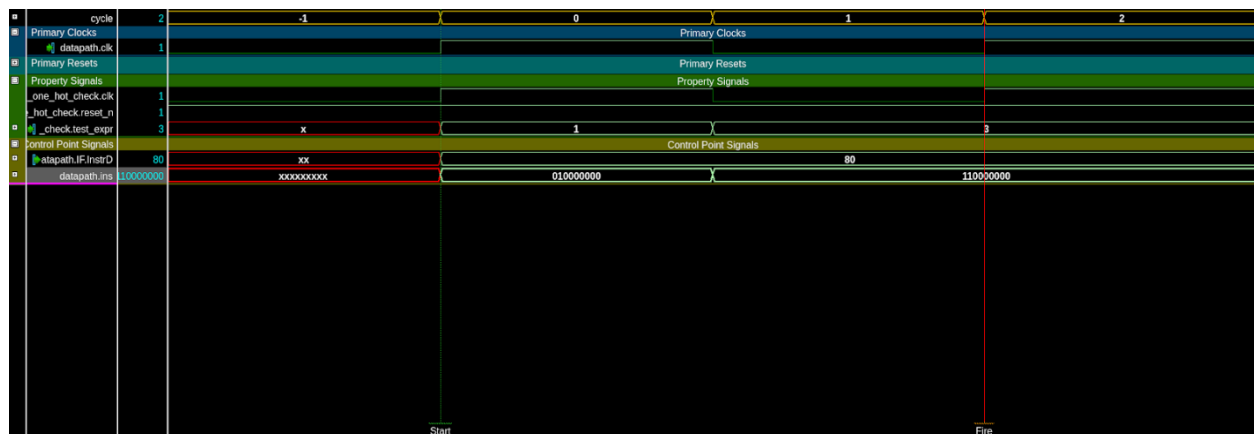 cycle 2 -1 0 1 2
Primary Clocks Primary Clocks
datapath.clk 1
Primary Resets Primary Resets
Property Signals Property Signals
_one_hot_check.clk 1
_hot_check.reset_n 1
_check.test_expr 3 x 1 3
Control Point Signals Control Point Signals
atapath.IF.InstrD 80 xx 80
datapath.ins 110000000 xxxxxxxxx 010000000 110000000
Start Fire